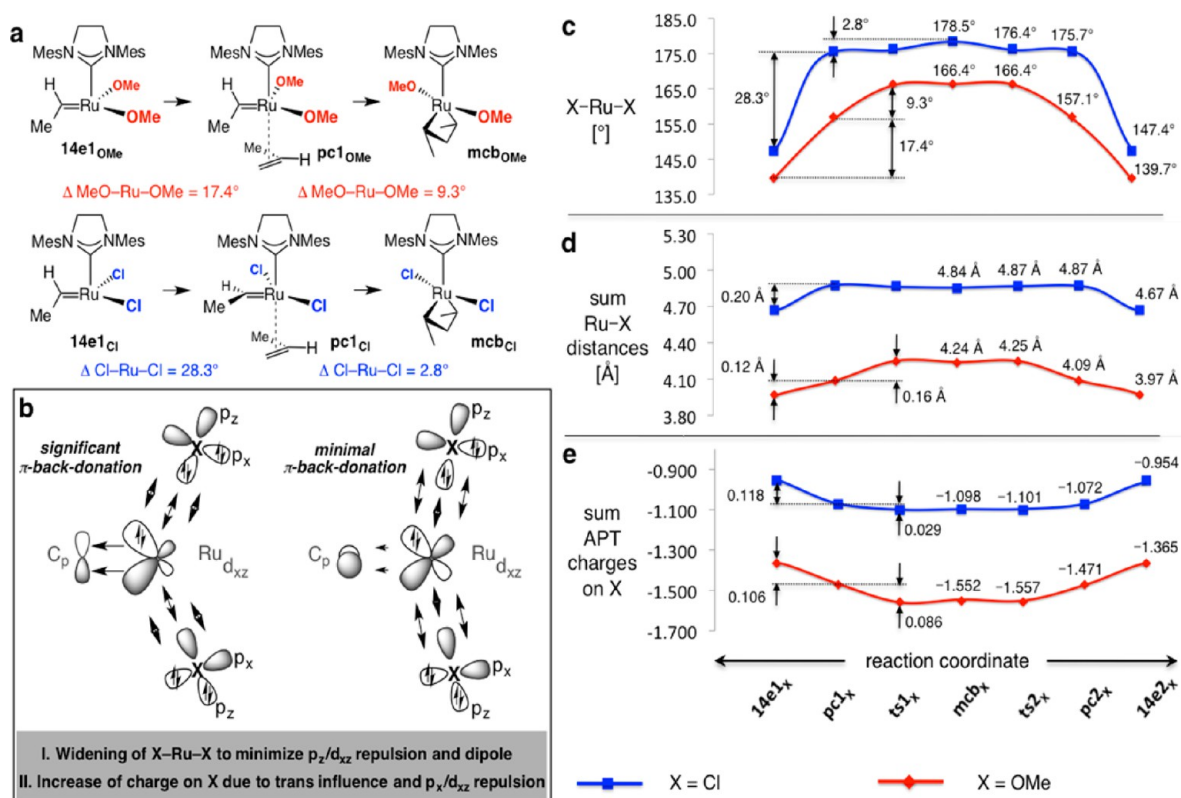 a
MesN NMes
H
Ru
OMe
OMe
Me
14e1OMe
MesN NMes
H
OMe
Ru
OMe
Me
Me
H
pc1OMe
MesN NMes
MeO
Ru
OMe
mcbOMe
Δ MeO–Ru–OMe = 17.4°
Δ MeO–Ru–OMe = 9.3°
MesN NMes
H
Ru
Cl
Cl
Me
14e1Cl
MesN NMes
Cl
H
Ru
Cl
Me
Me
H
pc1Cl
MesN NMes
Cl
Ru
Cl
mcbCl
Δ Cl–Ru–Cl = 28.3°
Δ Cl–Ru–Cl = 2.8°
b
significant
π-back-donation
pz
X
px
Cp
Ru dxz
X
px
pz
minimal
π-back-donation
pz
X
px
Cp
Ru dxz
X
px
pz
I. Widening of X–Ru–X to minimize pz/dxz repulsion and dipole
II. Increase of charge on X due to trans influence and px/dxz repulsion
c
X–Ru–X
[°]
185.0
175.0
165.0
155.0
145.0
135.0
2.8°
178.5°
176.4°
175.7°
28.3°
166.4°
166.4°
9.3°
157.1°
17.4°
147.4°
139.7°
d
sum
Ru–X
distances
[Å]
5.30
5.00
4.70
4.40
4.10
3.80
0.20 Å
4.84 Å
4.87 Å
4.87 Å
4.67 Å
0.12 Å
4.24 Å
4.25 Å
4.09 Å
3.97 Å
0.16 Å
e
sum
APT
charges
on X
-0.900
-1.100
-1.300
-1.500
-1.700
0.118
−1.098
−1.101
−1.072
−0.954
0.029
−1.365
0.106
−1.552
−1.557
−1.471
0.086
reaction coordinate
14e1X
pc1X
ts1X
mcbX
ts2X
pc2X
14e2X
X = Cl
X = OMe